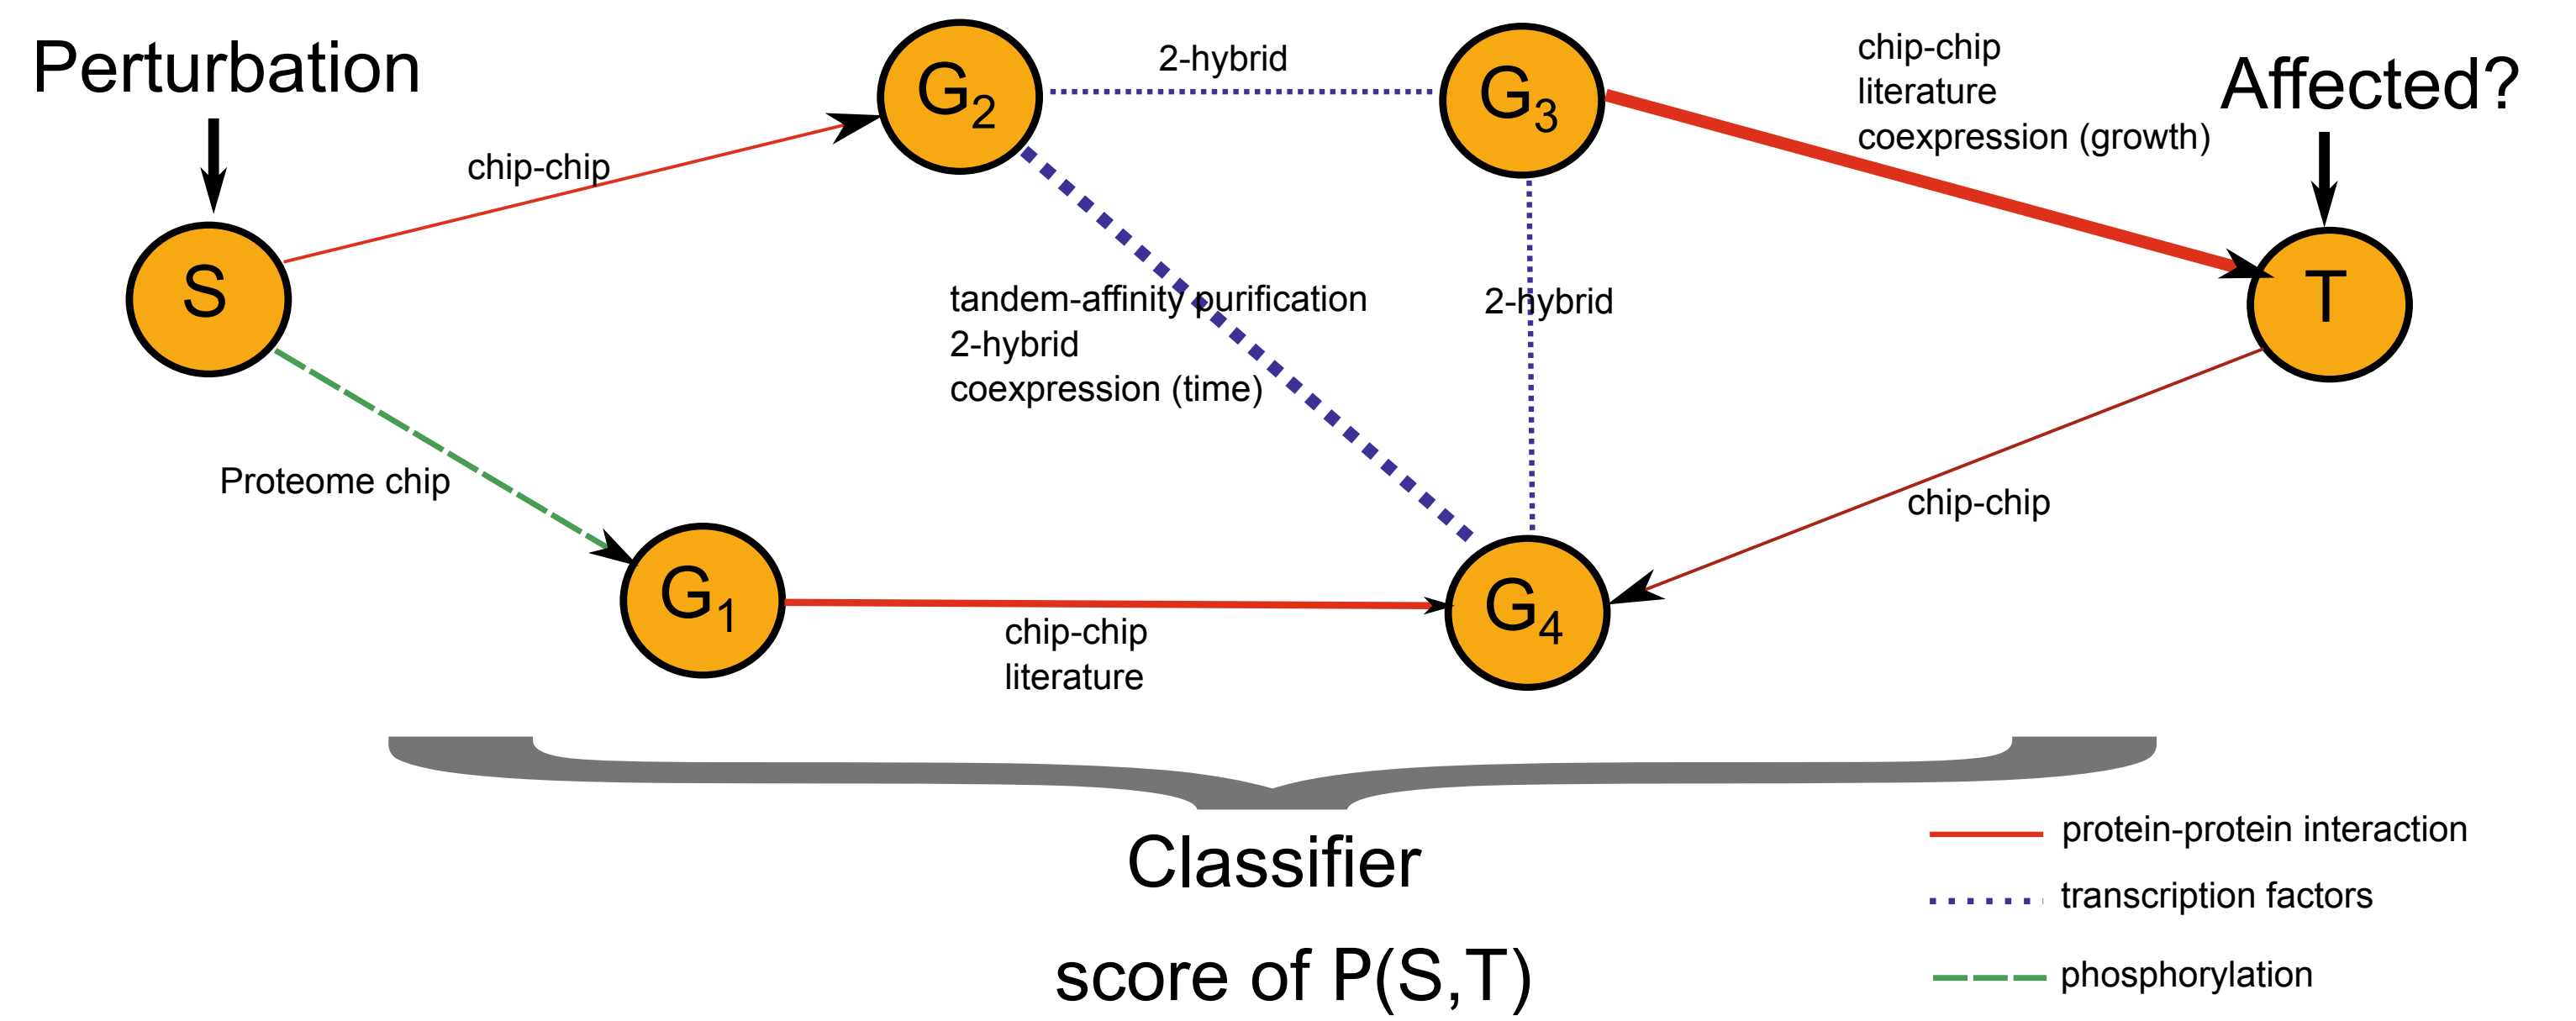 Perturbation
G2
2-hybrid
G3
chip-chip
literature
coexpression (growth)
Affected?
chip-chip
S
tandem-affinity purification
2-hybrid
coexpression (time)
2-hybrid
T
Proteome chip
chip-chip
G1
chip-chip
literature
G4
Classifier
score of P(S,T)
protein-protein interaction
transcription factors
phosphorylation